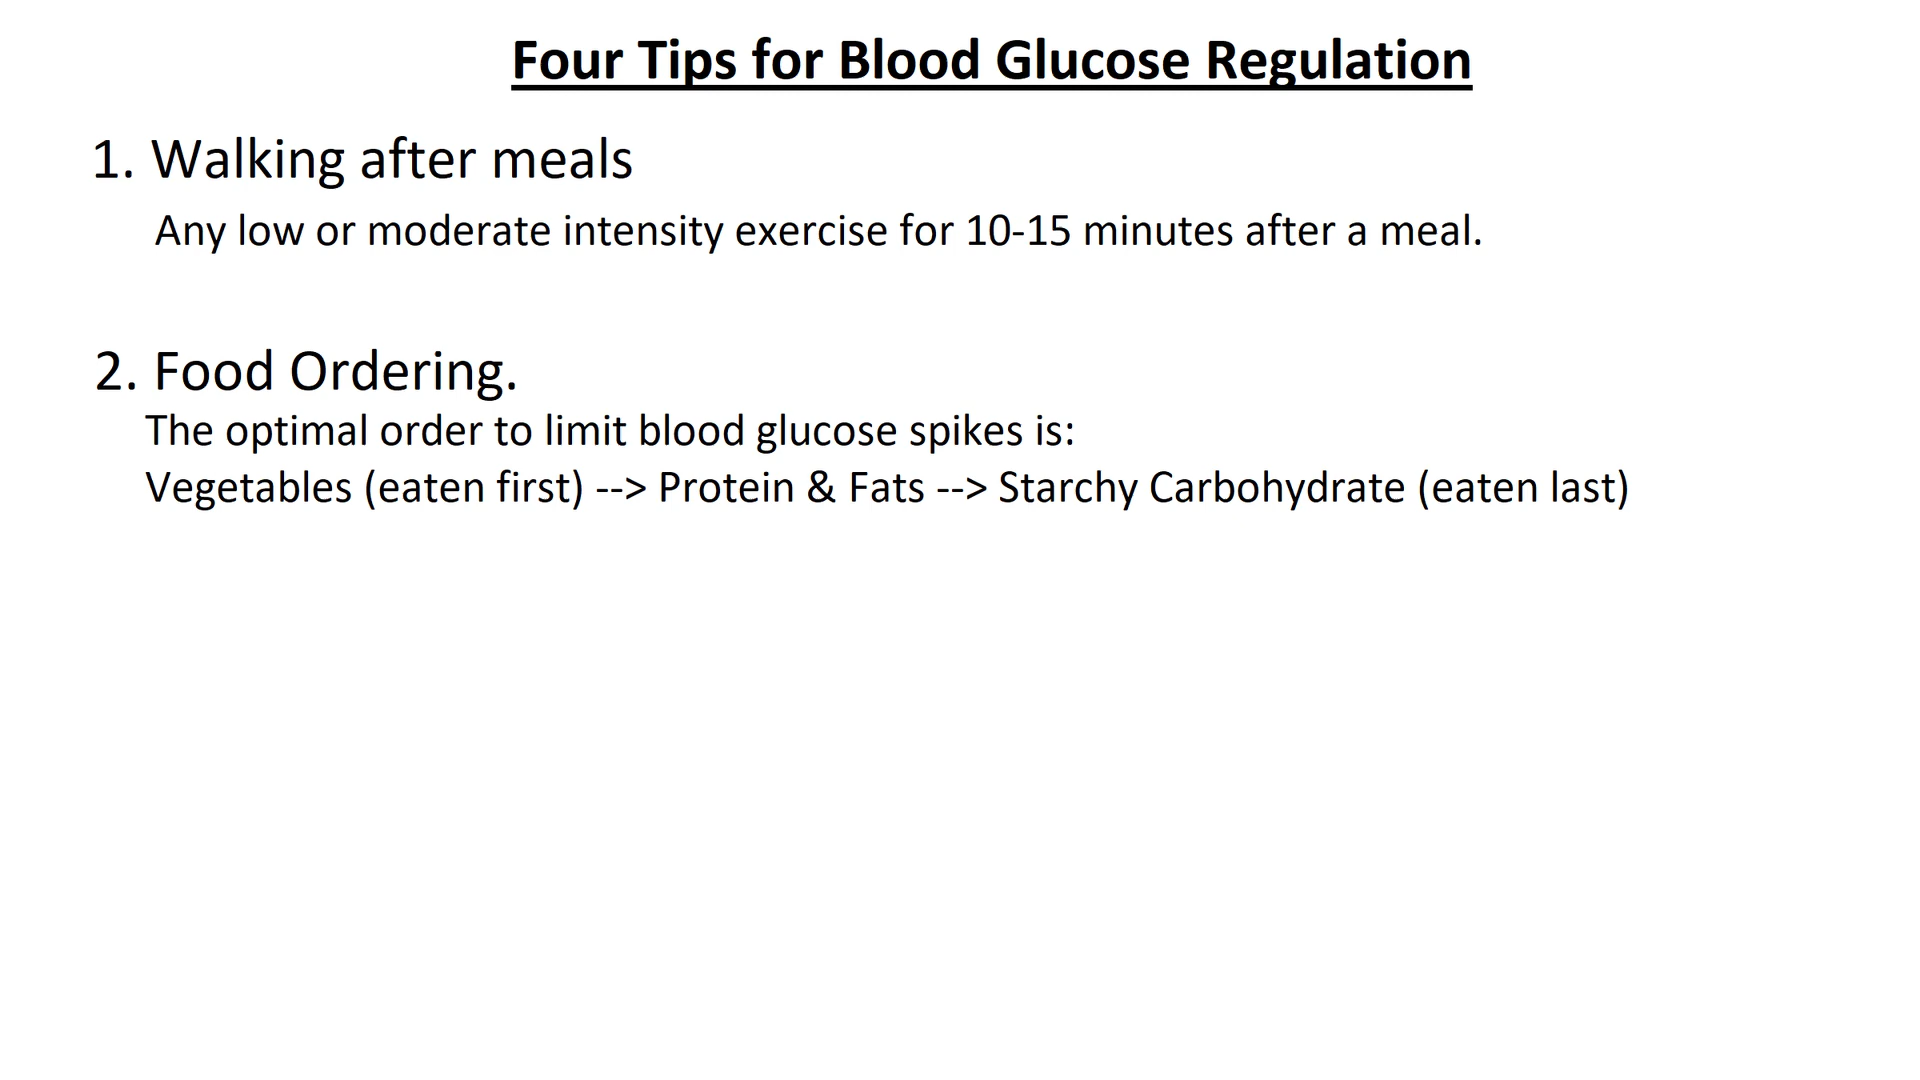 Four Tips for Blood Glucose Regulation
1. Walking after meals
Any low or moderate intensity exercise for 10-15 minutes after a meal.
2. Food Ordering.
The optimal order to limit blood glucose spikes is:
Vegetables (eaten first) --> Protein & Fats --> Starchy Carbohydrate (eaten last)